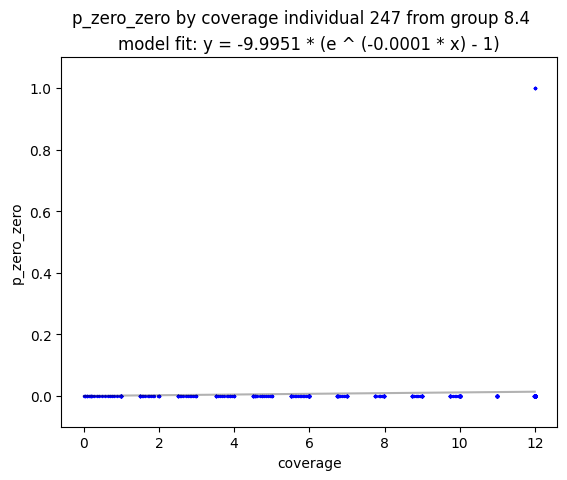 p_zero_zero by coverage individual 247 from group 8.4
model fit: y = -9.9951 * (e ^ (-0.0001 * x) - 1)
1.0
0.8
0.6
0.4
0.2
0.0
p_zero_zero
0 2 4 6 8 10 12
coverage